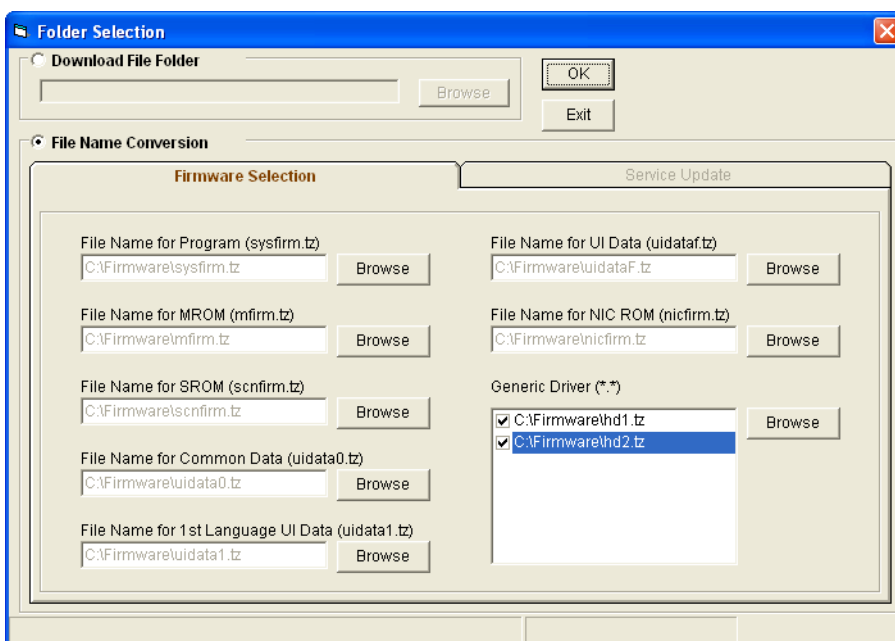 Folder Selection
Download File Folder
Browse
OK
Exit
File Name Conversion
Firmware Selection
Service Update
File Name for Program (sysfirm.tz)
C:\Firmware\sysfirm.tz
Browse
File Name for UI Data (uidataf.tz)
C:\Firmware\uidataF.tz
Browse
File Name for MROM (mfirm.tz)
C:\Firmware\mfirm.tz
Browse
File Name for NIC ROM (nicfirm.tz)
C:\Firmware\nicfirm.tz
Browse
File Name for SROM (scnfirm.tz)
C:\Firmware\scnfirm.tz
Browse
Generic Driver (*.*)
C:\Firmware\hd1.tz
C:\Firmware\hd2.tz
Browse
File Name for Common Data (uidata0.tz)
C:\Firmware\uidata0.tz
Browse
File Name for 1st Language UI Data (uidata1.tz)
C:\Firmware\uidata1.tz
Browse